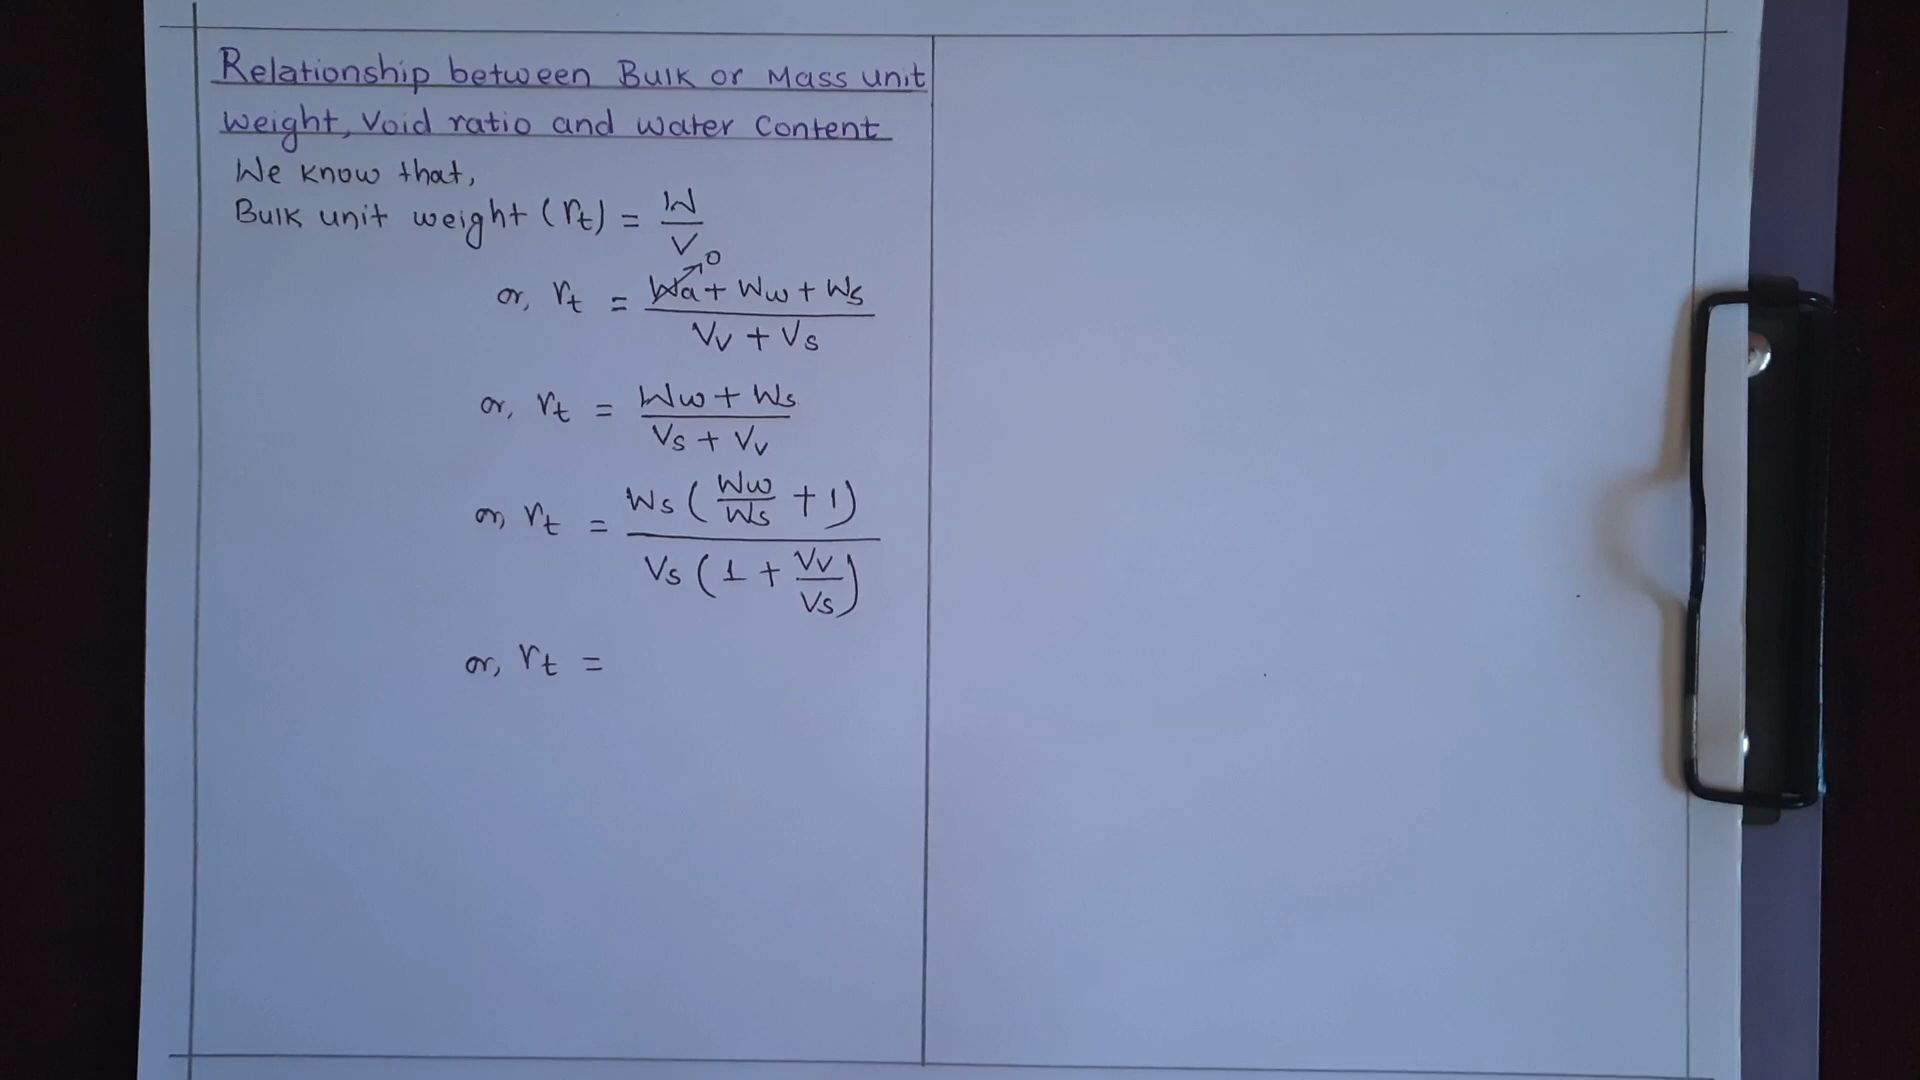 Relationship between Bulk or Mass unit
weight, Void ratio and water Content
We know that,
Bulk unit weight (γt) = W / V
or, γt = (Wa→0 + Ww + Ws) / (Vv + Vs)
or, γt = (Ww + Ws) / (Vs + Vv)
or, γt = Ws (Ww/Ws + 1) / Vs (1 + Vv/Vs)
or, γt =